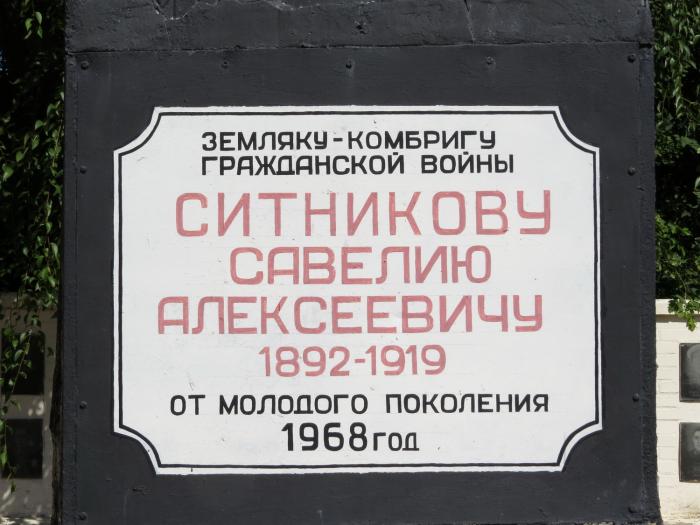 ЗЕМЛЯКУ-КОМБРИГУ
ГРАЖДАНСКОЙ ВОЙНЫ
СИТНИКОВУ
САВЕЛИЮ
АЛЕКСЕЕВИЧУ
1892-1919
ОТ МОЛОДОГО ПОКОЛЕНИЯ
1968 ГОД